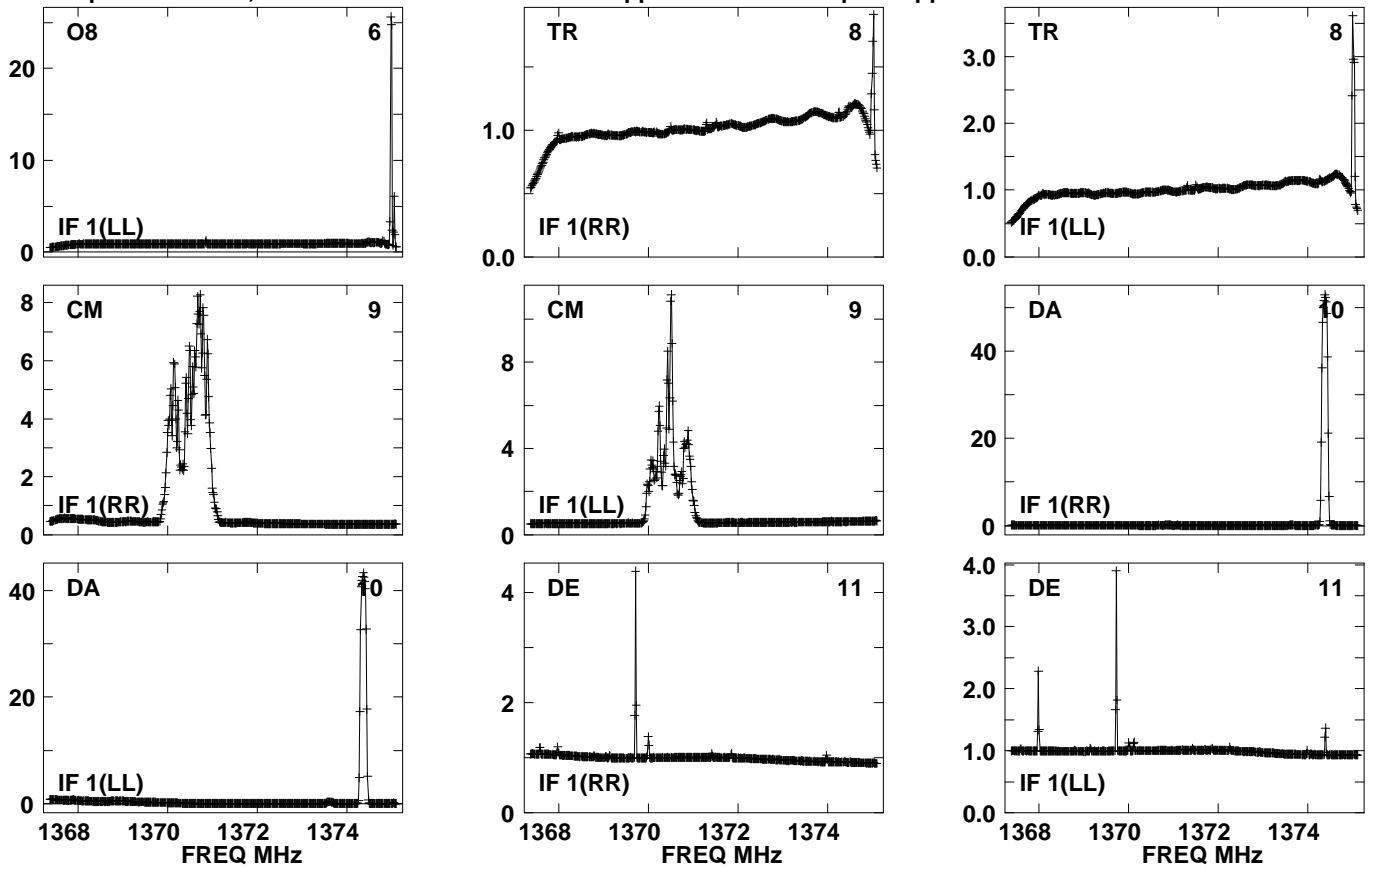 O8 6
20
10
0
IF 1(LL)
TR 8
1.0
0.0
IF 1(RR)
TR 8
3.0
2.0
1.0
0.0
IF 1(LL)
CM 9
8
6
4
2
0
IF 1(RR)
CM 9
8
4
0
IF 1(LL)
DA 10
40
20
0
IF 1(RR)
DA 10
40
20
0
IF 1(LL)
1368 1370 1372 1374
FREQ MHz
DE 11
4
2
0
IF 1(RR)
1368 1370 1372 1374
FREQ MHz
DE 11
4.0
3.0
2.0
1.0
0.0
IF 1(LL)
1368 1370 1372 1374
FREQ MHz